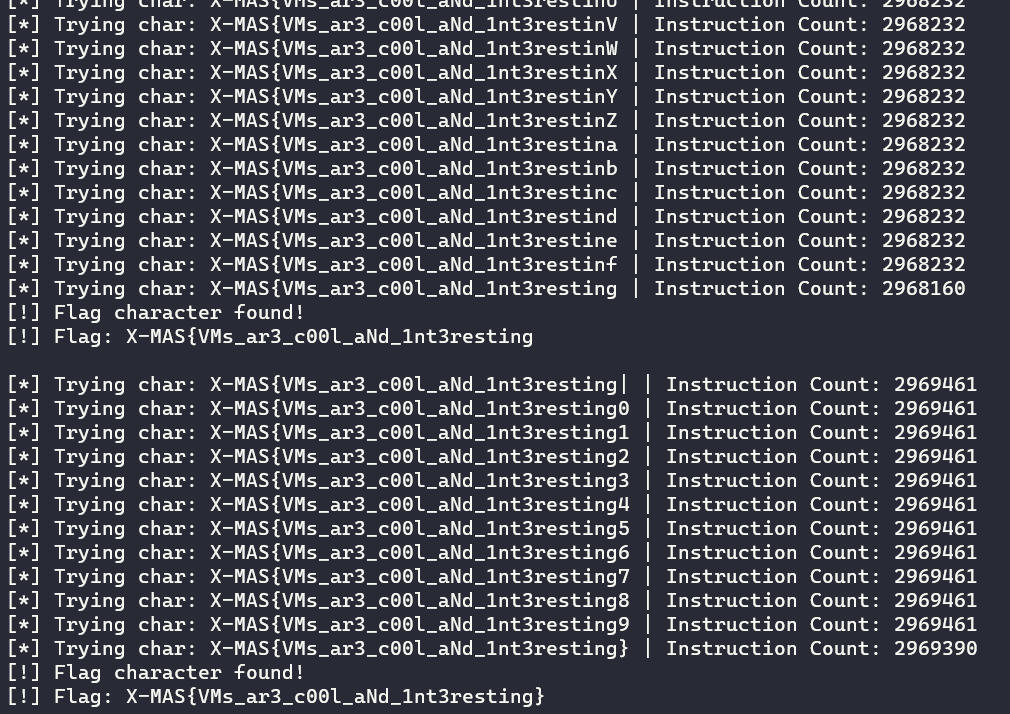 [*] Trying char: X-MAS{VMs_ar3_c00l_aNd_1nt3restinU | Instruction Count: 2968232
[*] Trying char: X-MAS{VMs_ar3_c00l_aNd_1nt3restinV | Instruction Count: 2968232
[*] Trying char: X-MAS{VMs_ar3_c00l_aNd_1nt3restinW | Instruction Count: 2968232
[*] Trying char: X-MAS{VMs_ar3_c00l_aNd_1nt3restinX | Instruction Count: 2968232
[*] Trying char: X-MAS{VMs_ar3_c00l_aNd_1nt3restinY | Instruction Count: 2968232
[*] Trying char: X-MAS{VMs_ar3_c00l_aNd_1nt3restinZ | Instruction Count: 2968232
[*] Trying char: X-MAS{VMs_ar3_c00l_aNd_1nt3restina | Instruction Count: 2968232
[*] Trying char: X-MAS{VMs_ar3_c00l_aNd_1nt3restinb | Instruction Count: 2968232
[*] Trying char: X-MAS{VMs_ar3_c00l_aNd_1nt3restinc | Instruction Count: 2968232
[*] Trying char: X-MAS{VMs_ar3_c00l_aNd_1nt3restind | Instruction Count: 2968232
[*] Trying char: X-MAS{VMs_ar3_c00l_aNd_1nt3restine | Instruction Count: 2968232
[*] Trying char: X-MAS{VMs_ar3_c00l_aNd_1nt3restinf | Instruction Count: 2968232
[*] Trying char: X-MAS{VMs_ar3_c00l_aNd_1nt3resting | Instruction Count: 2968160
[!] Flag character found!
[!] Flag: X-MAS{VMs_ar3_c00l_aNd_1nt3resting
[*] Trying char: X-MAS{VMs_ar3_c00l_aNd_1nt3resting| | Instruction Count: 2969461
[*] Trying char: X-MAS{VMs_ar3_c00l_aNd_1nt3resting0 | Instruction Count: 2969461
[*] Trying char: X-MAS{VMs_ar3_c00l_aNd_1nt3resting1 | Instruction Count: 2969461
[*] Trying char: X-MAS{VMs_ar3_c00l_aNd_1nt3resting2 | Instruction Count: 2969461
[*] Trying char: X-MAS{VMs_ar3_c00l_aNd_1nt3resting3 | Instruction Count: 2969461
[*] Trying char: X-MAS{VMs_ar3_c00l_aNd_1nt3resting4 | Instruction Count: 2969461
[*] Trying char: X-MAS{VMs_ar3_c00l_aNd_1nt3resting5 | Instruction Count: 2969461
[*] Trying char: X-MAS{VMs_ar3_c00l_aNd_1nt3resting6 | Instruction Count: 2969461
[*] Trying char: X-MAS{VMs_ar3_c00l_aNd_1nt3resting7 | Instruction Count: 2969461
[*] Trying char: X-MAS{VMs_ar3_c00l_aNd_1nt3resting8 | Instruction Count: 2969461
[*] Trying char: X-MAS{VMs_ar3_c00l_aNd_1nt3resting9 | Instruction Count: 2969461
[*] Trying char: X-MAS{VMs_ar3_c00l_aNd_1nt3resting} | Instruction Count: 2969390
[!] Flag character found!
[!] Flag: X-MAS{VMs_ar3_c00l_aNd_1nt3resting}